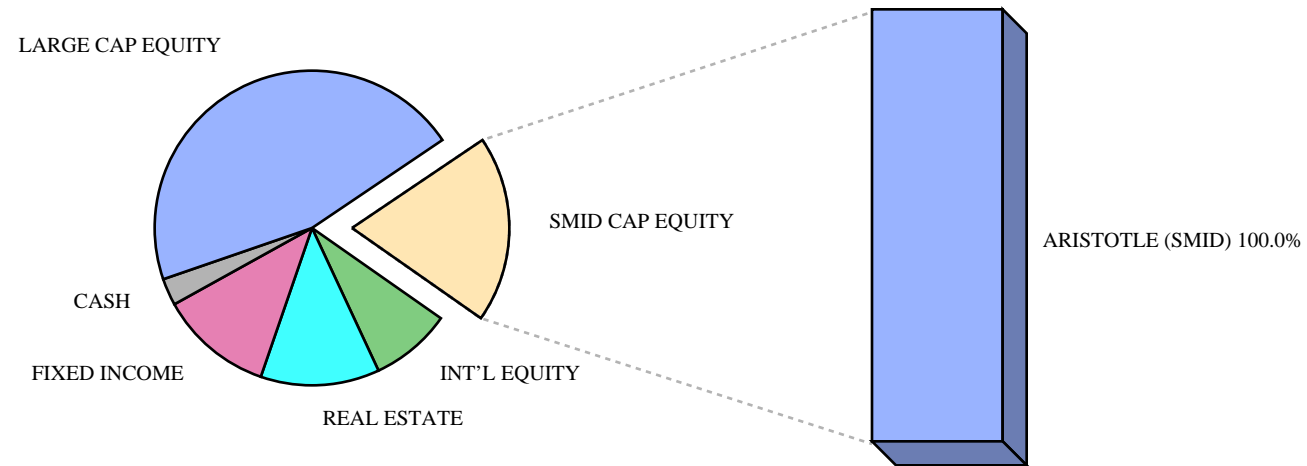 LARGE CAP EQUITY
SMID CAP EQUITY
ARISTOTLE (SMID) 100.0%
CASH
FIXED INCOME
INT'L EQUITY
REAL ESTATE